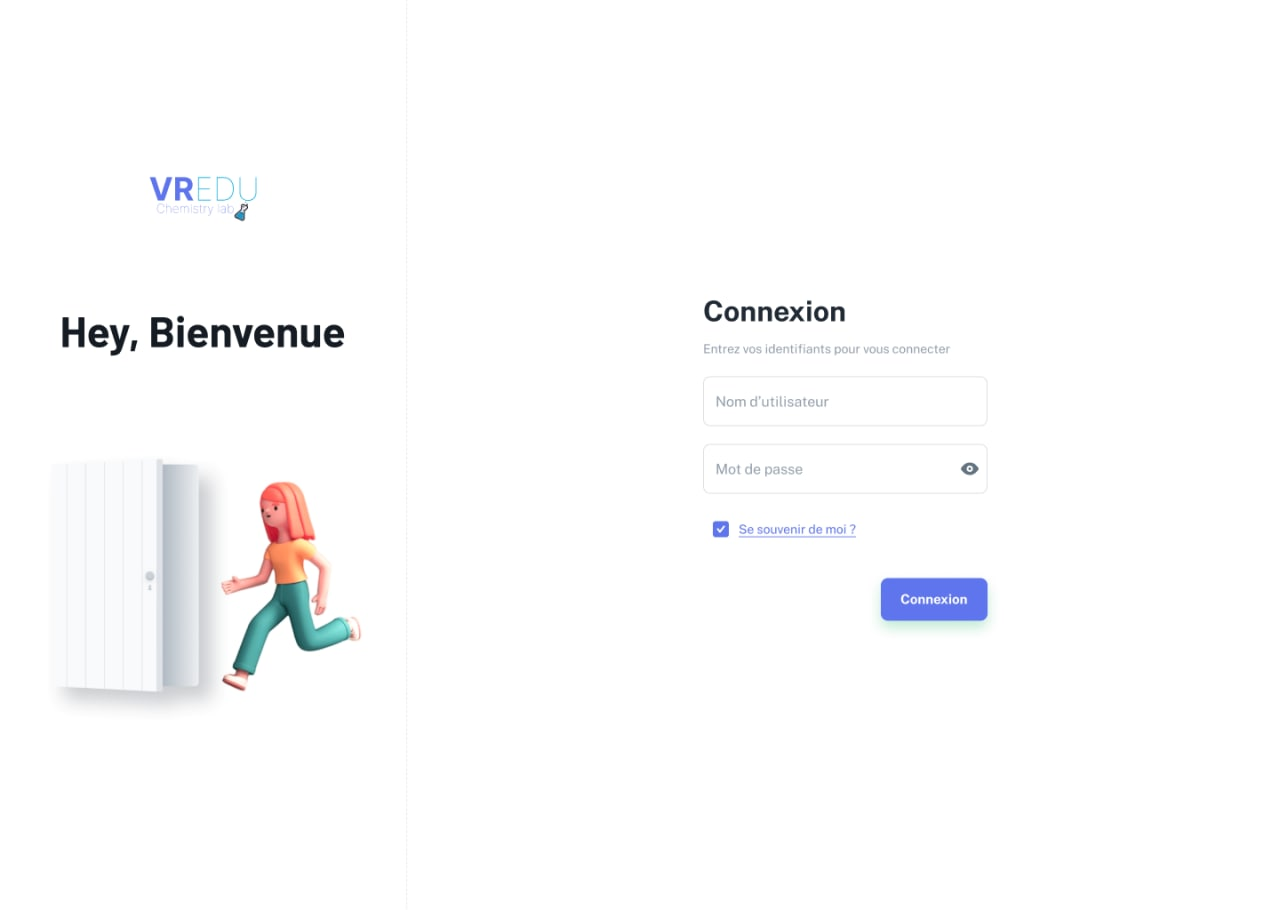 VREDU
Chemistry lab
Hey, Bienvenue
Connexion
Entrez vos identifiants pour vous connecter
Nom d'utilisateur
Mot de passe
Se souvenir de moi ?
Connexion